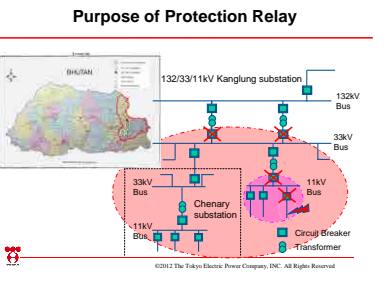 Purpose of Protection Relay
BHUTAN
132/33/11kV Kanglung substation
132kV
Bus
33kV
Bus
33kV
Bus
11kV
Bus
Chenary
substation
11kV
Bus
Circuit Breaker
Transformer
©2012 The Tokyo Electric Power Company, INC. All Rights Reserved